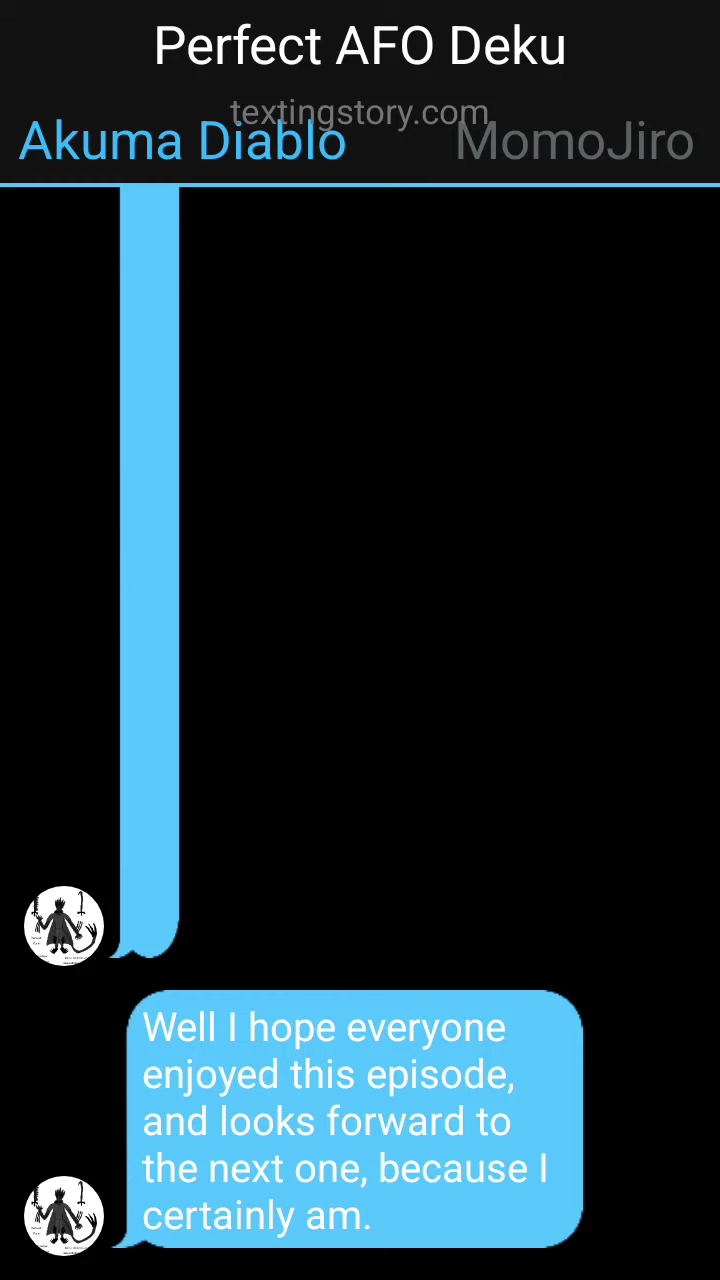 Perfect AFO Deku
textingstory.com
Akuma Diablo MomoJiro
Well I hope everyone
enjoyed this episode,
and looks forward to
the next one, because I
certainly am.